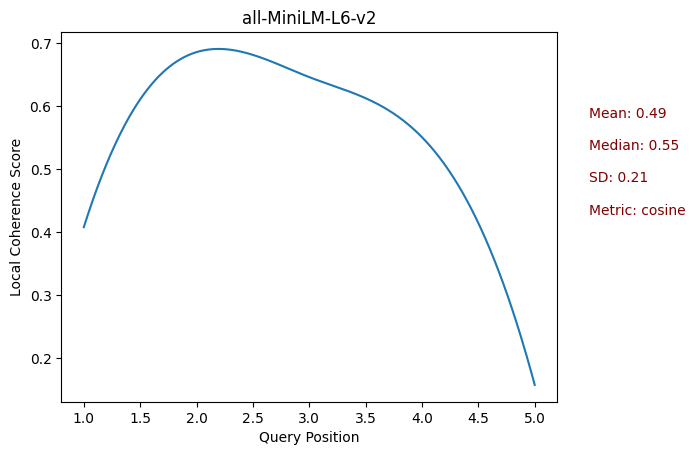 all-MiniLM-L6-v2
0.7
0.6
0.5
0.4
0.3
0.2
Local Coherence Score
1.0 1.5 2.0 2.5 3.0 3.5 4.0 4.5 5.0
Query Position
Mean: 0.49
Median: 0.55
SD: 0.21
Metric: cosine